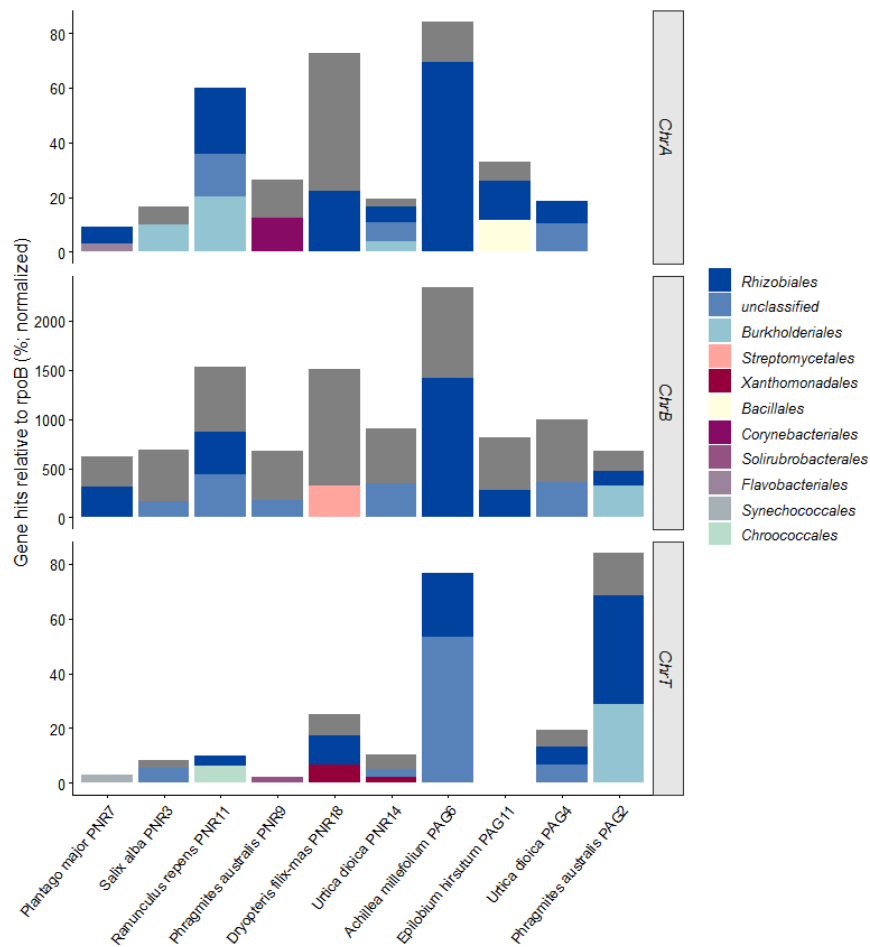 Gene hits relative to rpoB (%; normalized)
80
60
40
20
0
ChrA
2000
1500
1000
500
0
ChrB
80
60
40
20
0
ChrT
Plantago major PNR7
Salix alba PNR3
Ranunculus repens PNR11
Phragmites australis PNR9
Dryopteris filix-mas PNR18
Urtica dioica PNR14
Achillea millefolium PAG6
Epilobium hirsutum PAG11
Urtica dioica PAG4
Phragmites australis PAG2
Rhizobiales
unclassified
Burkholderiales
Streptomycetales
Xanthomonadales
Bacillales
Corynebacteriales
Solirubrobacterales
Flavobacteriales
Synechococcales
Chroococcales